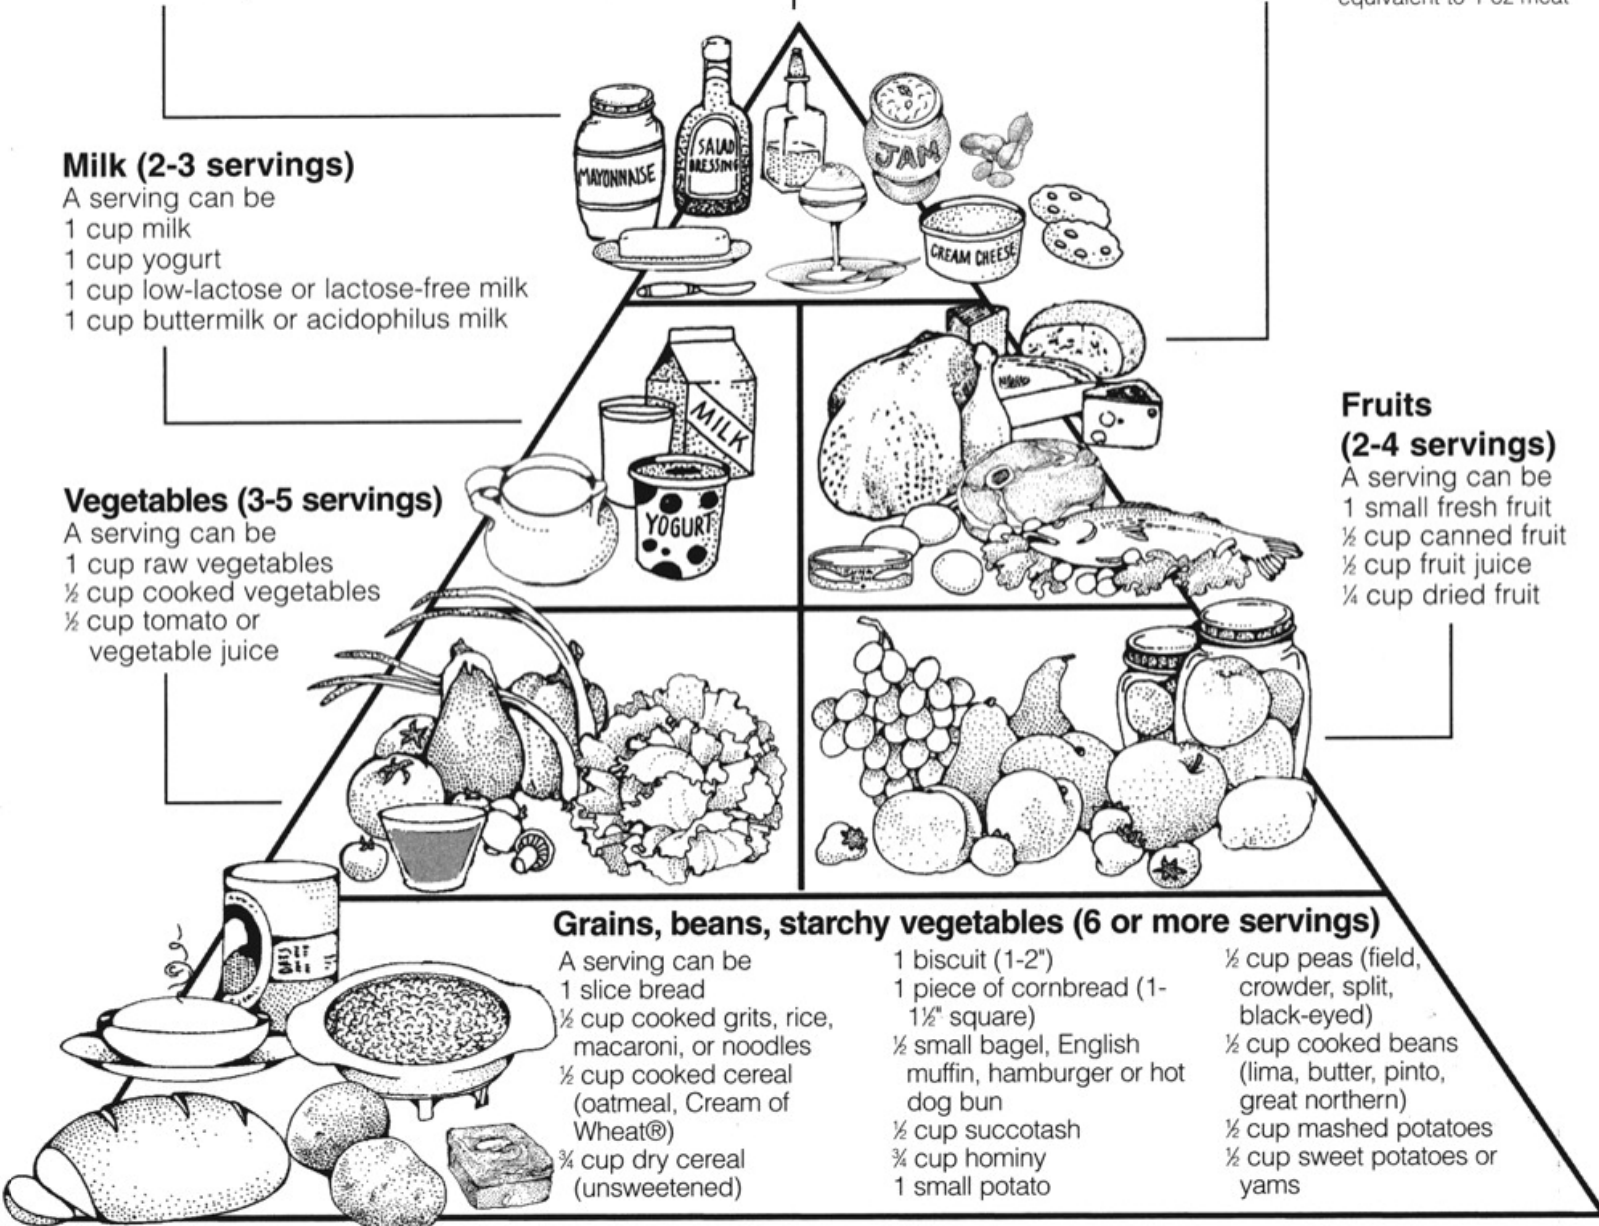 equivalent to 1 oz meat
MAYONNAISE
SALAD
DRESSING
JAM
CREAM CHEESE
Milk (2-3 servings)
A serving can be
1 cup milk
1 cup yogurt
1 cup low-lactose or lactose-free milk
1 cup buttermilk or acidophilus milk
MILK
YOGURT
Fruits
(2-4 servings)
A serving can be
1 small fresh fruit
½ cup canned fruit
½ cup fruit juice
¼ cup dried fruit
Vegetables (3-5 servings)
A serving can be
1 cup raw vegetables
½ cup cooked vegetables
½ cup tomato or
vegetable juice
OATS
Grains, beans, starchy vegetables (6 or more servings)
A serving can be
1 slice bread
½ cup cooked grits, rice,
macaroni, or noodles
½ cup cooked cereal
(oatmeal, Cream of
Wheat®)
¾ cup dry cereal
(unsweetened)
1 biscuit (1-2")
1 piece of cornbread (1-
1½" square)
½ small bagel, English
muffin, hamburger or hot
dog bun
½ cup succotash
¾ cup hominy
1 small potato
½ cup peas (field,
crowder, split,
black-eyed)
½ cup cooked beans
(lima, butter, pinto,
great northern)
½ cup mashed potatoes
½ cup sweet potatoes or
yams